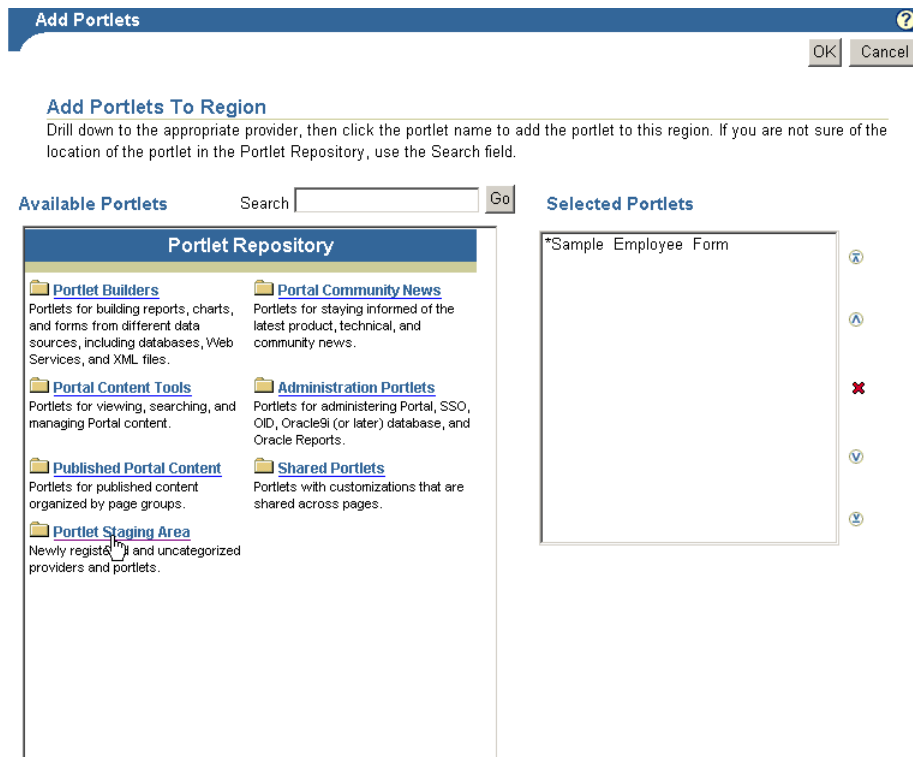 Add Portlets
?
OK Cancel
Add Portlets To Region
Drill down to the appropriate provider, then click the portlet name to add the portlet to this region. If you are not sure of the
location of the portlet in the Portlet Repository, use the Search field.
Available Portlets Search Go
Selected Portlets
Portlet Repository
Portlet Builders
Portlets for building reports, charts,
and forms from different data
sources, including databases, Web
Services, and XML files.
Portal Community News
Portlets for staying informed of the
latest product, technical, and
community news.
Portal Content Tools
Portlets for viewing, searching, and
managing Portal content.
Administration Portlets
Portlets for administering Portal, SSO,
OID, Oracle9i (or later) database, and
Oracle Reports.
Published Portal Content
Portlets for published content
organized by page groups.
Shared Portlets
Portlets with customizations that are
shared across pages.
Portlet Staging Area
Newly registered and uncategorized
providers and portlets.
*Sample Employee Form